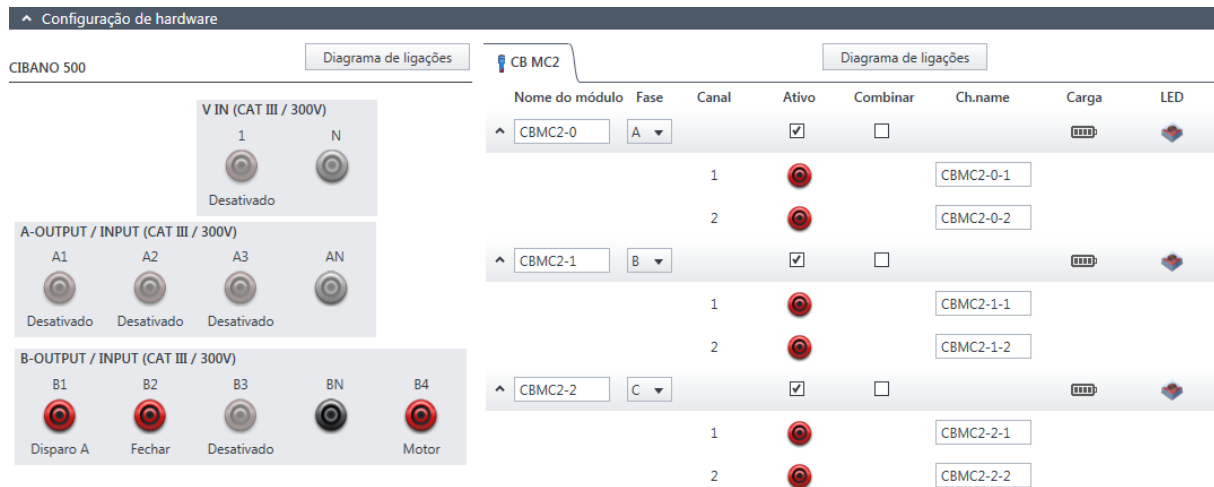 Configuração de hardware
CIBANO 500
Diagrama de ligações
V IN (CAT III / 300V)
1 N
Desativado
A-OUTPUT / INPUT (CAT III / 300V)
A1 A2 A3 AN
Desativado Desativado Desativado
B-OUTPUT / INPUT (CAT III / 300V)
B1 B2 B3 BN B4
Disparo A Fechar Desativado Motor
CB MC2
Diagrama de ligações
Nome do módulo Fase Canal Ativo Combinar Ch.name Carga LED
CBMC2-0 A
1 CBMC2-0-1
2 CBMC2-0-2
CBMC2-1 B
1 CBMC2-1-1
2 CBMC2-1-2
CBMC2-2 C
1 CBMC2-2-1
2 CBMC2-2-2